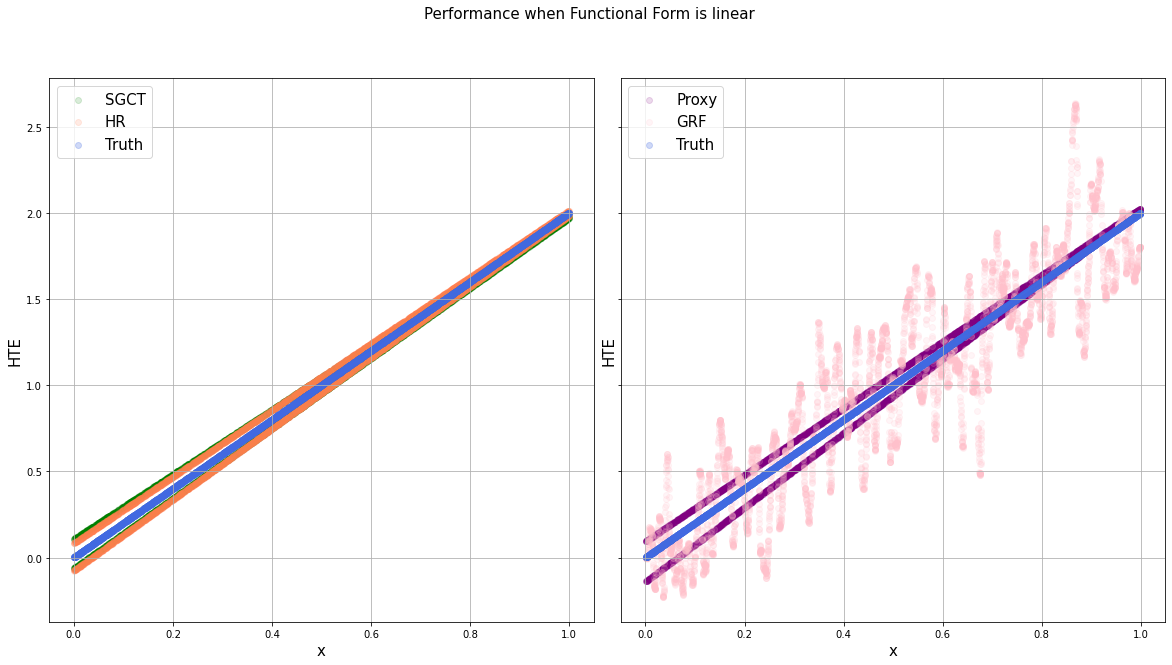 Performance when Functional Form is linear
SGCT
HR
Truth
Proxy
GRF
Truth
HTE
2.5
2.0
1.5
1.0
0.5
0.0
0.0 0.2 0.4 0.6 0.8 1.0
x
HTE
0.0 0.2 0.4 0.6 0.8 1.0
x